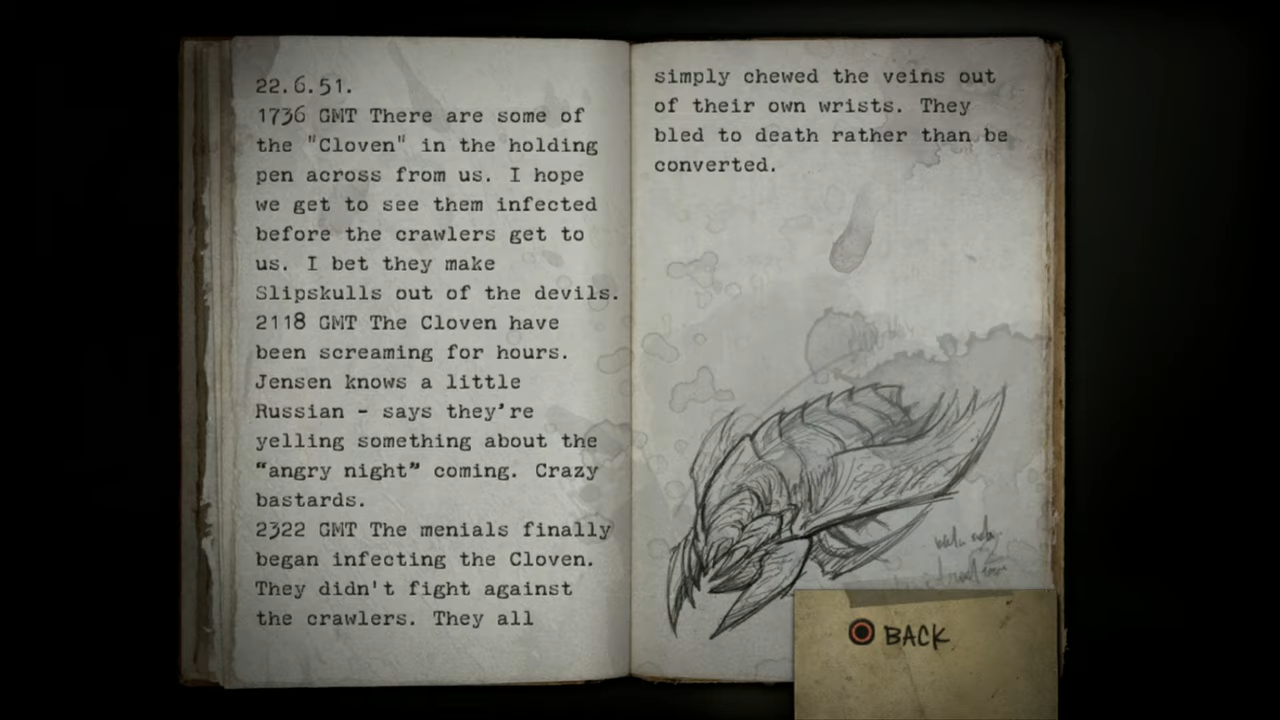 22.6.51.
1736 GMT There are some of
the "Cloven" in the holding
pen across from us. I hope
we get to see them infected
before the crawlers get to
us. I bet they make
Slipskulls out of the devils.
2118 GMT The Cloven have
been screaming for hours.
Jensen knows a little
Russian - says they're
yelling something about the
“angry night” coming. Crazy
bastards.
2322 GMT The menials finally
began infecting the Cloven.
They didn't fight against
the crawlers. They all
simply chewed the veins out
of their own wrists. They
bled to death rather than be
converted.
BACK